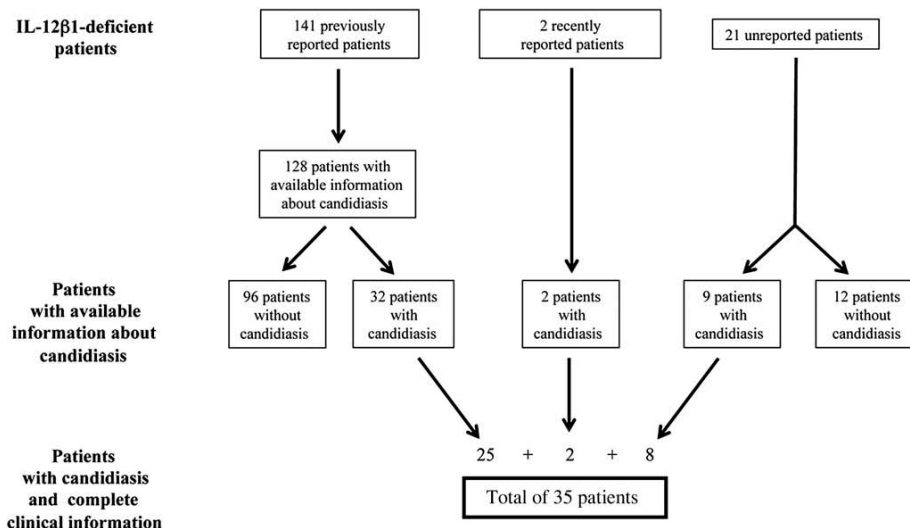 IL-12β1-deficient
patients
141 previously
reported patients
2 recently
reported patients
21 unreported patients
128 patients with
available information
about candidiasis
Patients
with available
information about
candidiasis
96 patients
without
candidiasis
32 patients
with
candidiasis
2 patients
with
candidiasis
9 patients
with
candidiasis
12 patients
without
candidiasis
Patients
with candidiasis
and complete
clinical information
25 + 2 + 8
Total of 35 patients